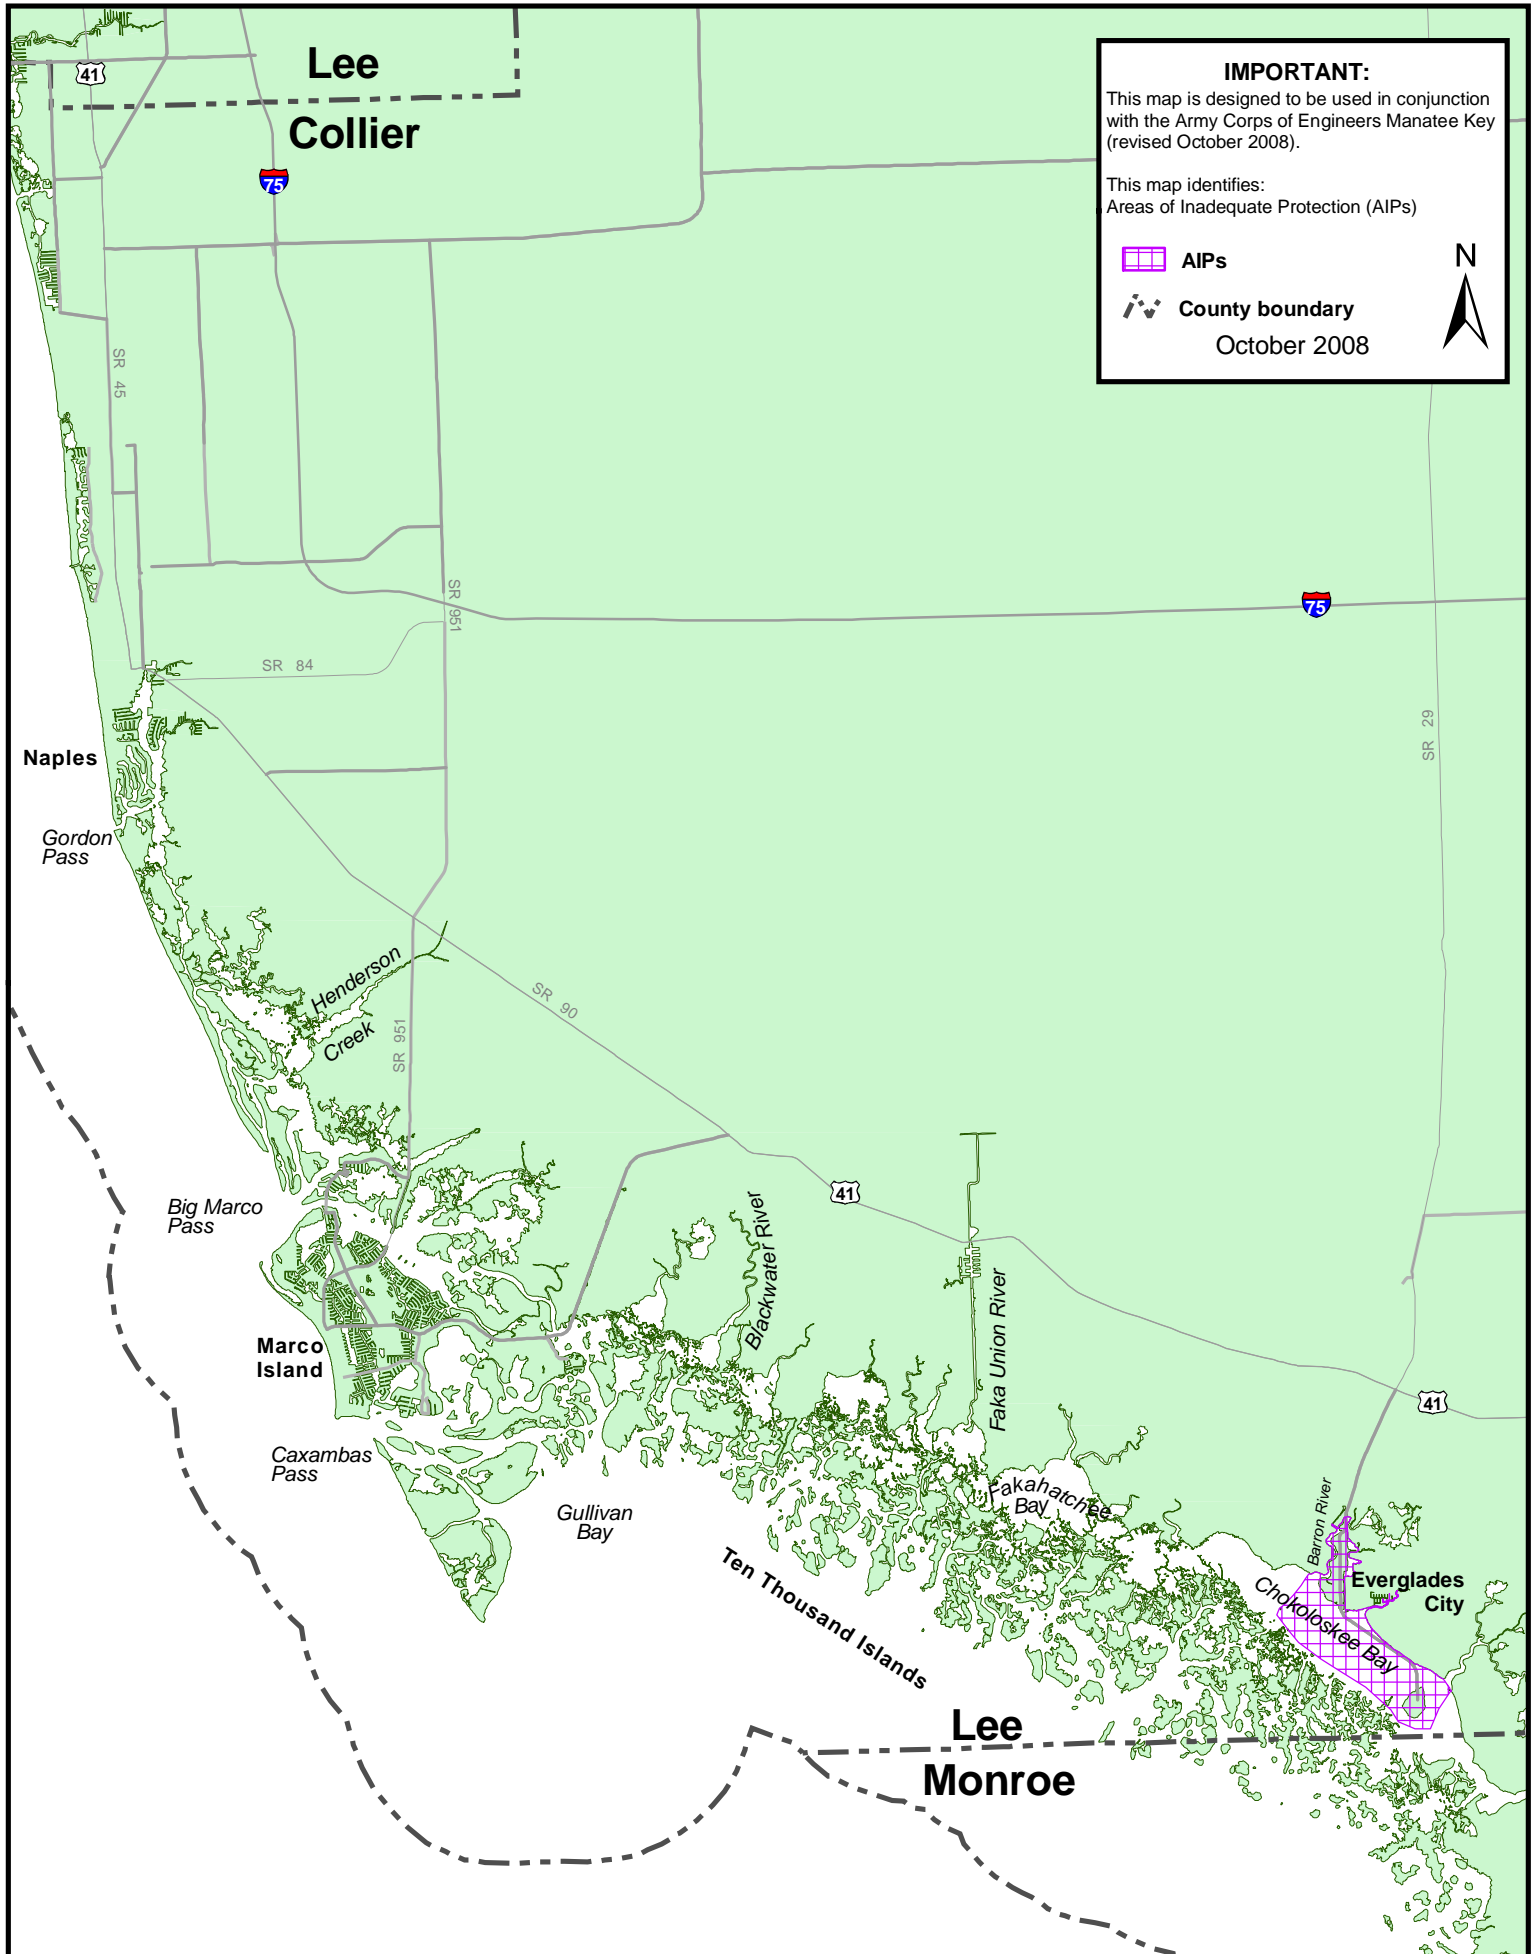 Lee
Collier
41
75
IMPORTANT:
This map is designed to be used in conjunction
with the Army Corps of Engineers Manatee Key
(revised October 2008).
This map identifies:
Areas of Inadequate Protection (AIPs)
AIPs
County boundary
October 2008
N
SR 45
SR 951
75
SR 84
SR 29
Naples
Gordon
Pass
Henderson
Creek
SR 951
SR 90
Big Marco
Pass
41
Blackwater River
Faka Union River
Marco
Island
41
Caxambas
Pass
Gullivan
Bay
Fakahatchee
Bay
Barron River
Everglades
City
Chokoloskee Bay
Ten Thousand Islands
Lee
Monroe